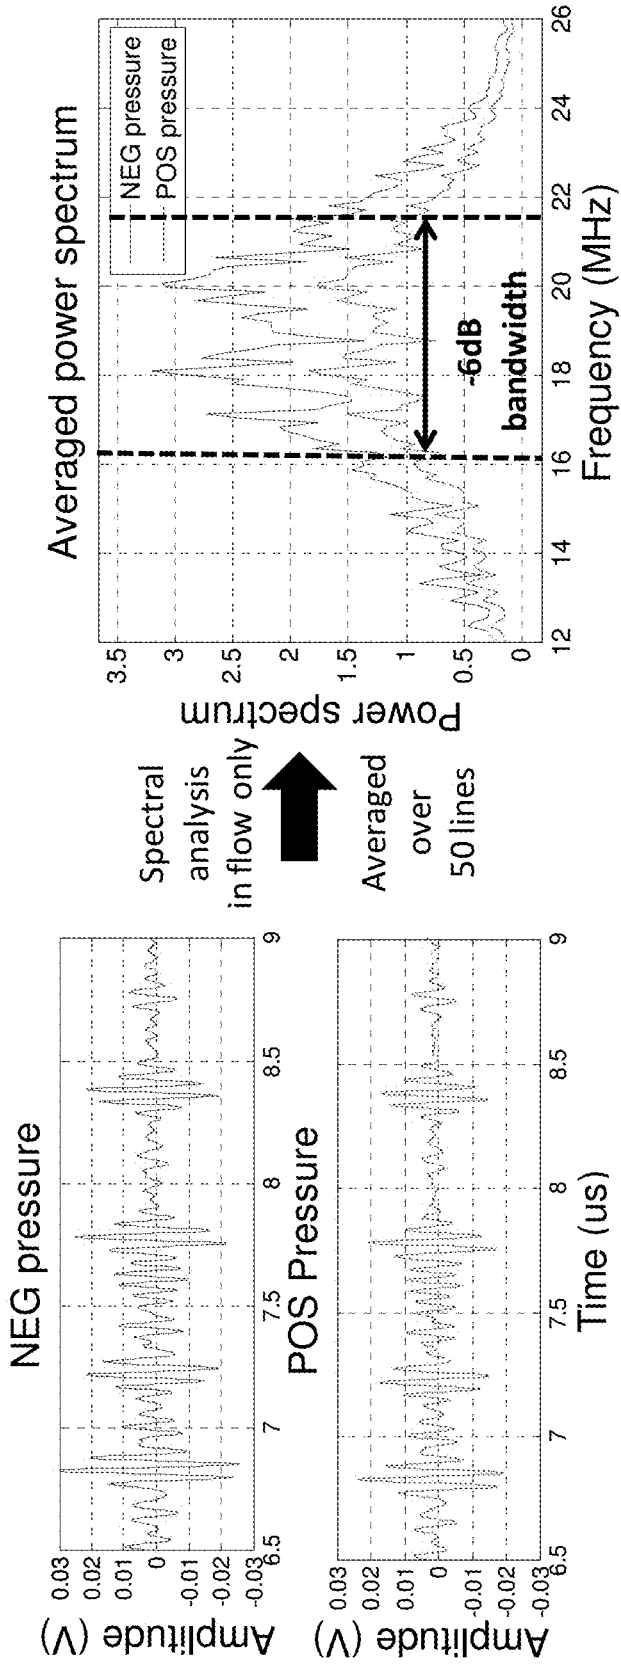 NEG pressure
Amplitude (V)
0.03
0.02
0.01
0
-0.01
-0.02
-0.03
6.5
7
7.5
8
8.5
9
POS Pressure
Amplitude (V)
0.03
0.02
0.01
0
-0.01
-0.02
-0.03
6.5
7
7.5
8
8.5
9
Time (us)
Spectral
analysis
in flow only
Averaged
over
50 lines
Averaged power spectrum
NEG pressure
POS pressure
Power spectrum
3.5
3
2.5
2
1.5
1
0.5
0
12
14
16
18
20
22
24
26
Frequency (MHz)
-6dB
bandwidth